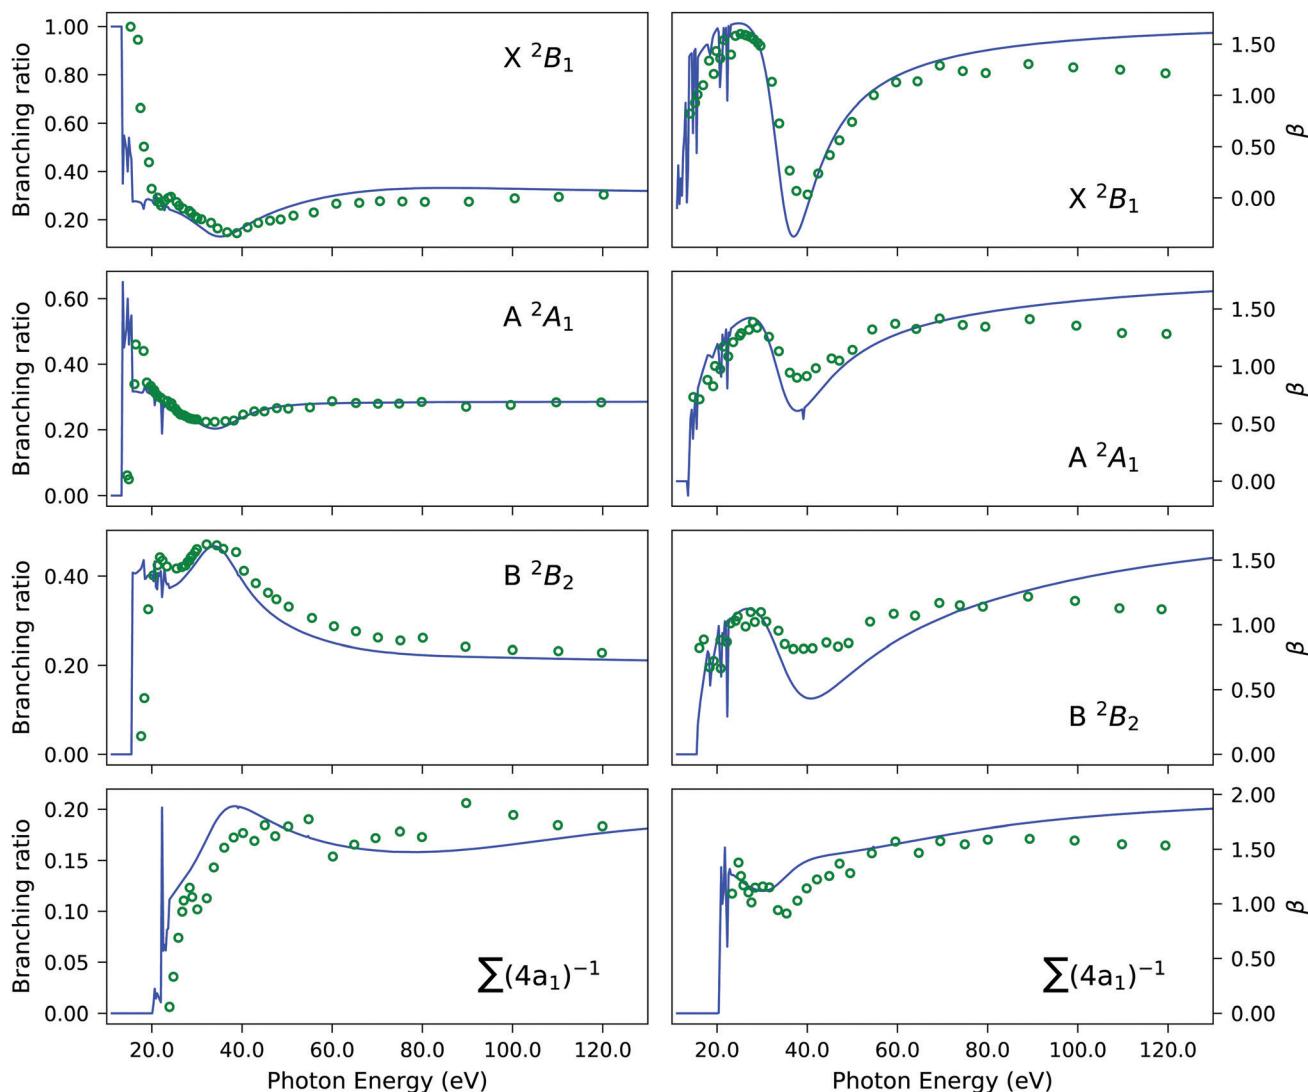 1.00
0.80
0.60
0.40
0.20
Branching ratio
X ²B₁
1.50
1.00
0.50
0.00
β
X ²B₁
0.60
0.40
0.20
0.00
Branching ratio
A ²A₁
1.50
1.00
0.50
0.00
β
A ²A₁
0.40
0.20
0.00
Branching ratio
B ²B₂
1.50
1.00
0.50
0.00
β
B ²B₂
0.20
0.15
0.10
0.05
0.00
Branching ratio
∑(4a₁)⁻¹
20.0 40.0 60.0 80.0 100.0 120.0
Photon Energy (eV)
2.00
1.50
1.00
0.50
0.00
β
∑(4a₁)⁻¹
20.0 40.0 60.0 80.0 100.0 120.0
Photon Energy (eV)